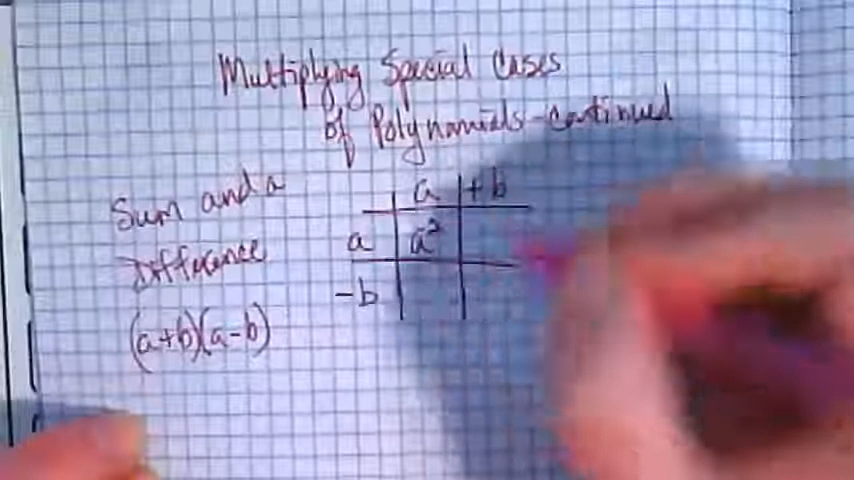 Multiplying Special Cases
of Polynomials-continued
Sum and a
Difference
(a+b)(a-b)
a +b
a a²
-b